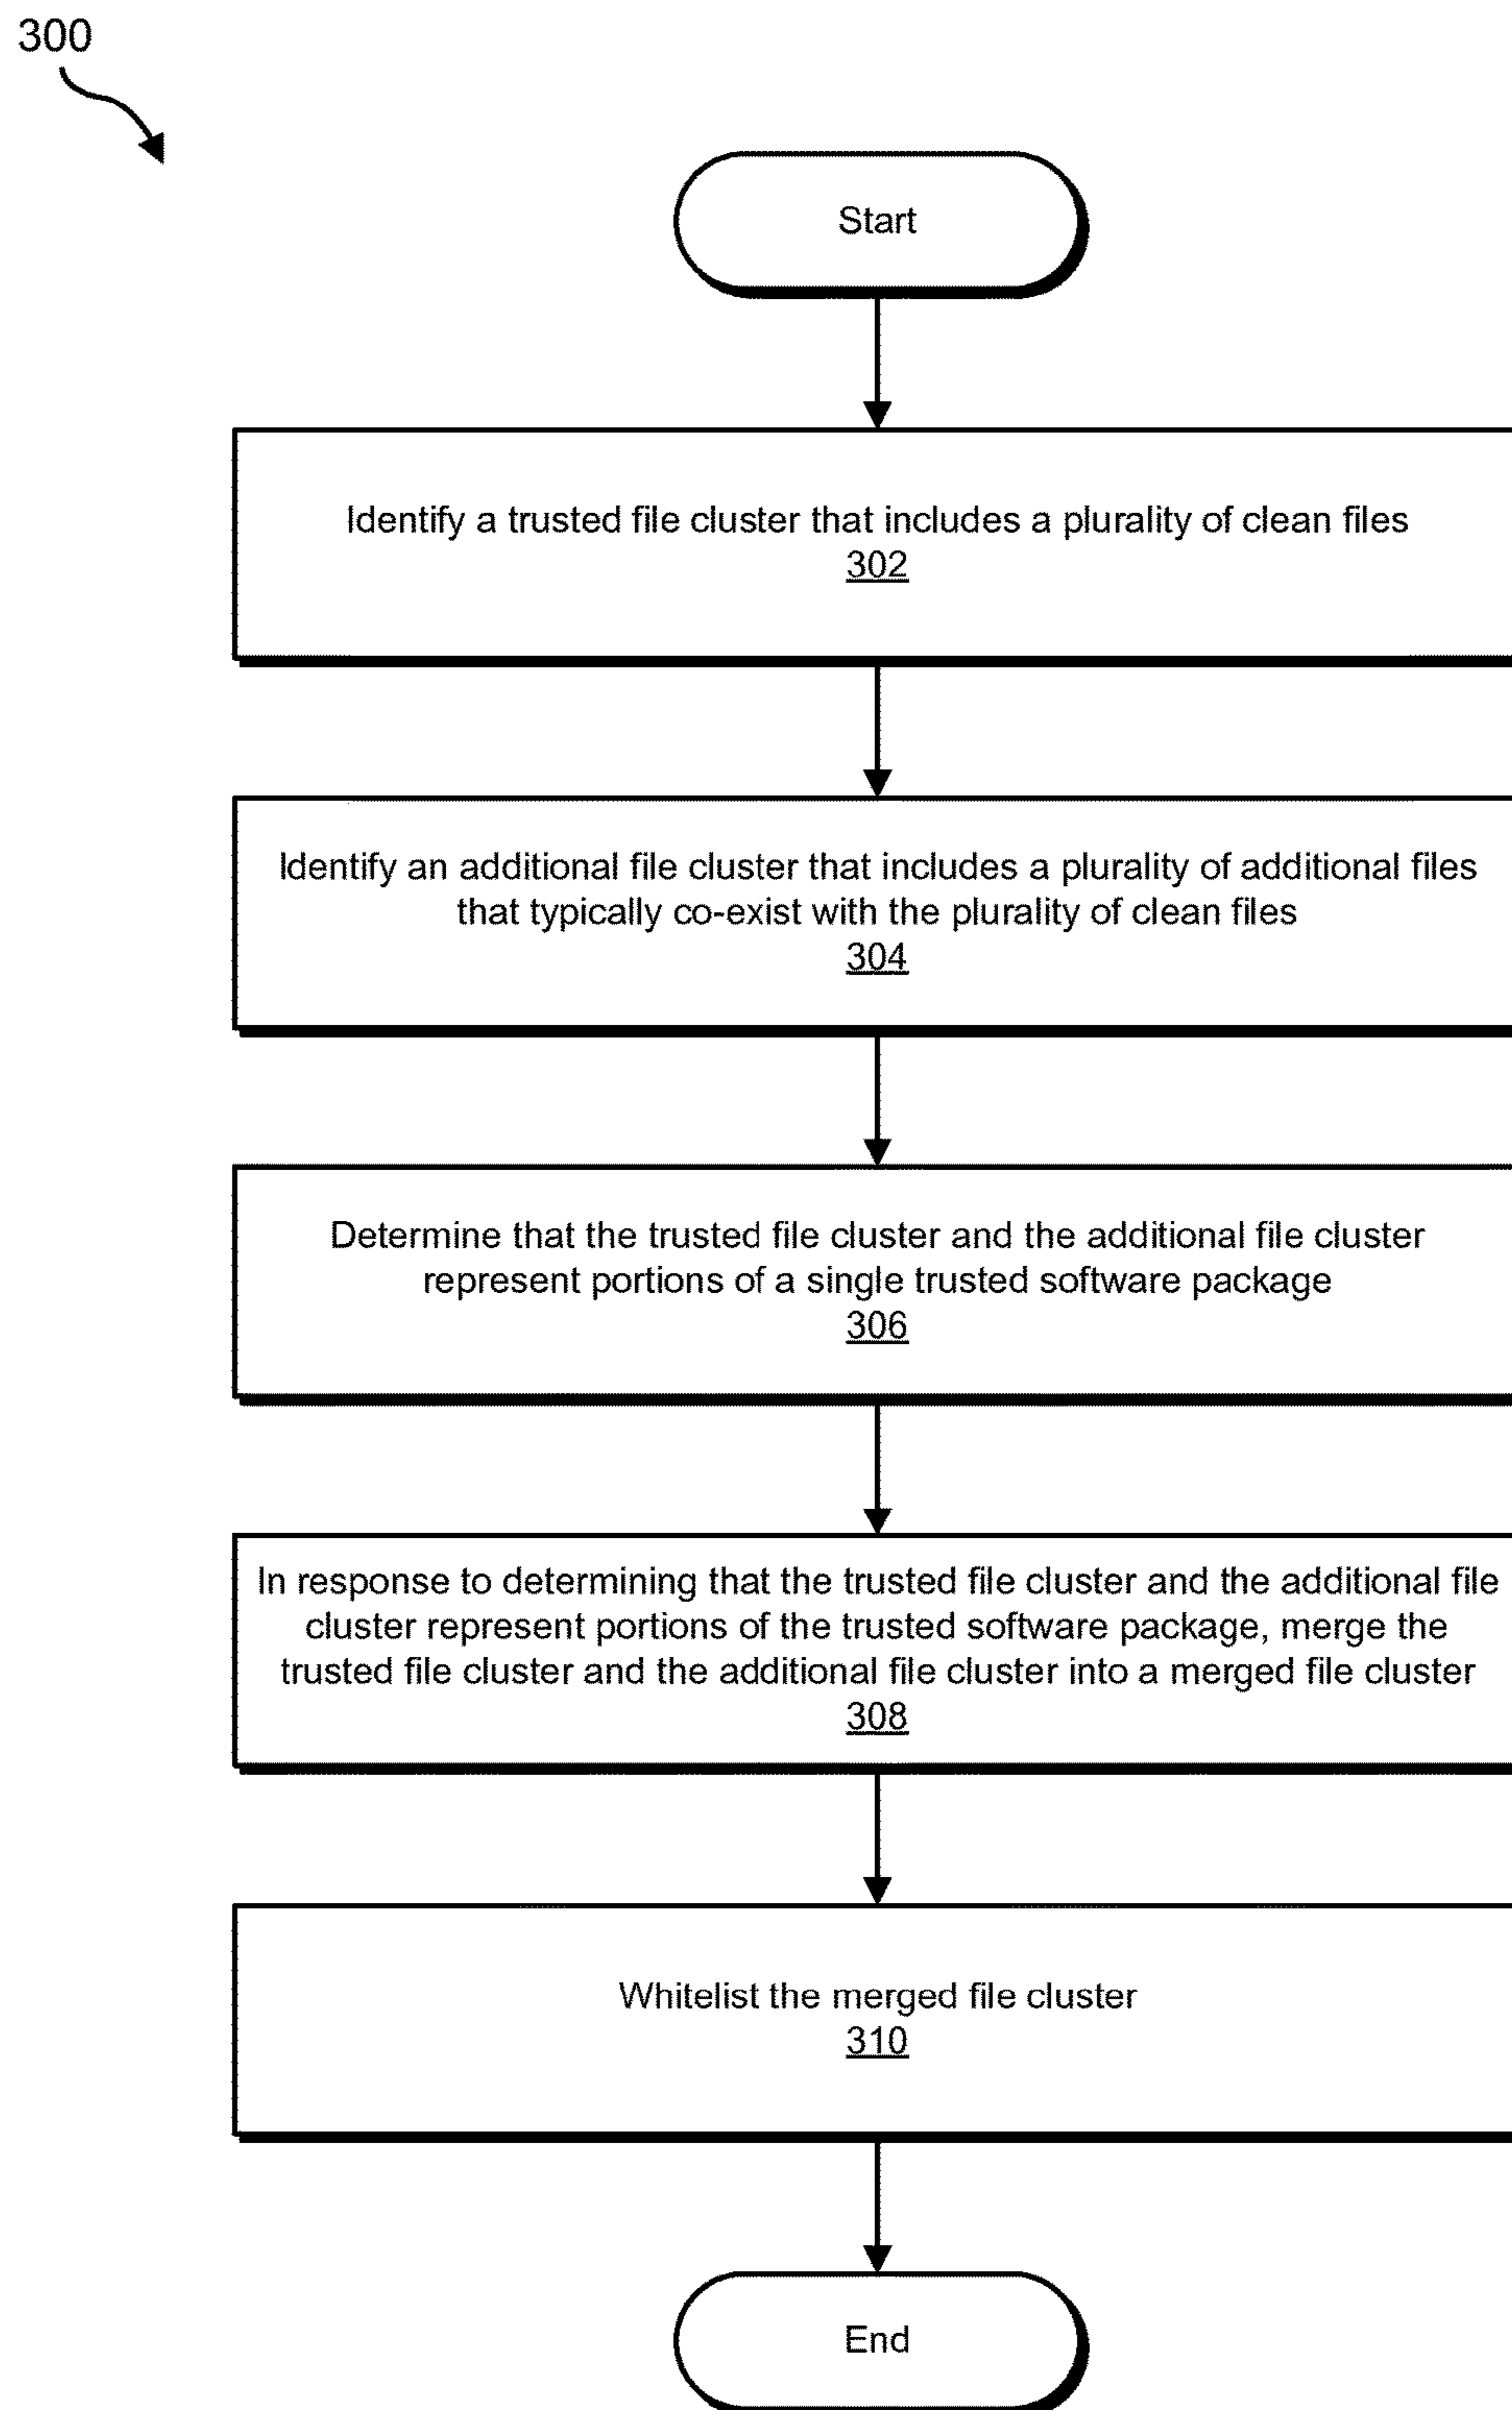 300
Start
Identify a trusted file cluster that includes a plurality of clean files
302
Identify an additional file cluster that includes a plurality of additional files
that typically co-exist with the plurality of clean files
304
Determine that the trusted file cluster and the additional file cluster
represent portions of a single trusted software package
306
In response to determining that the trusted file cluster and the additional file
cluster represent portions of the trusted software package, merge the
trusted file cluster and the additional file cluster into a merged file cluster
308
Whitelist the merged file cluster
310
End